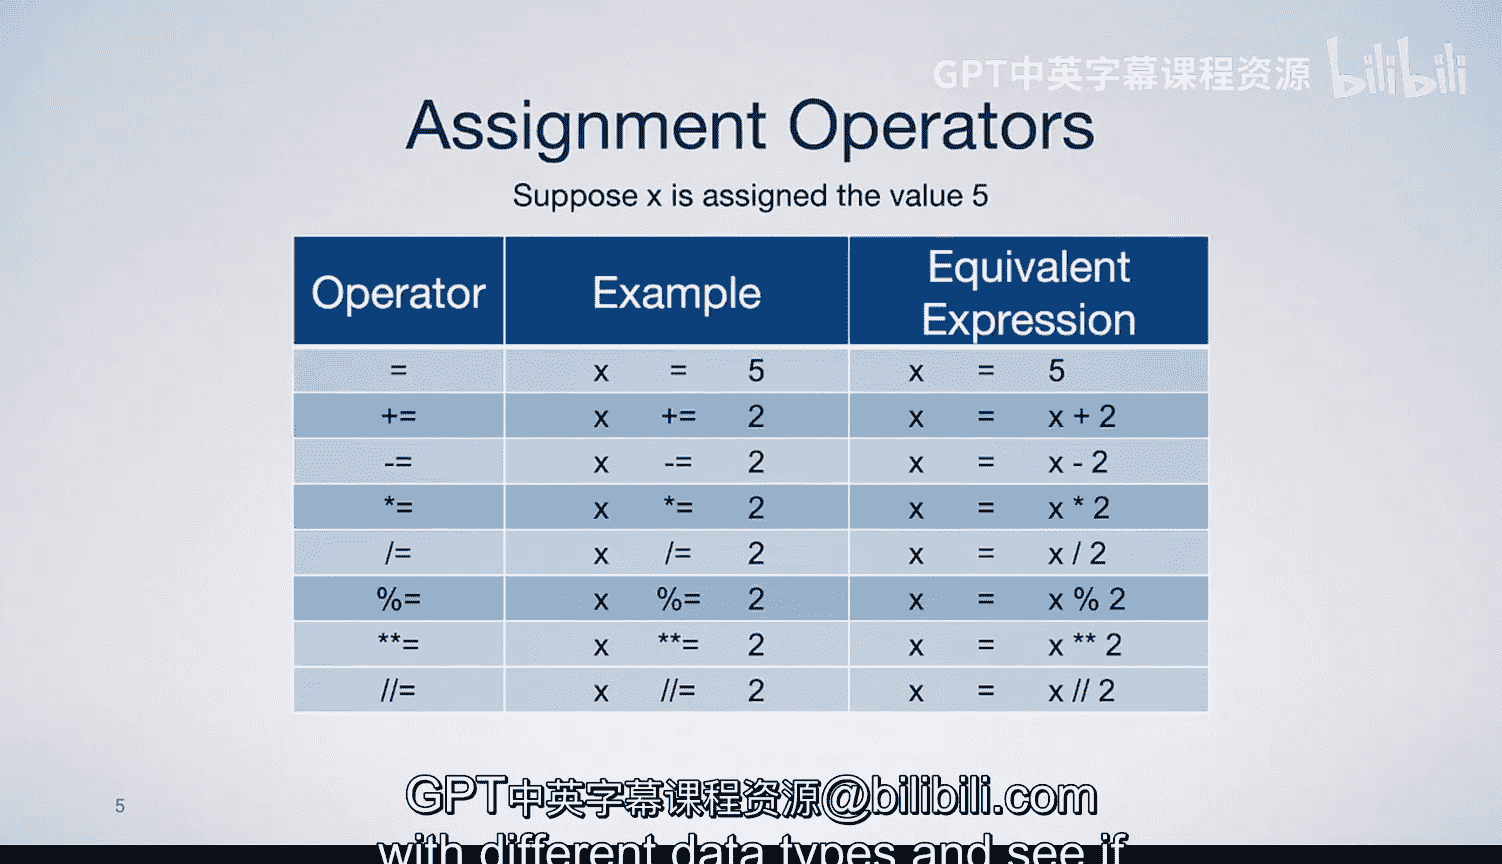 GPT中英字幕课程资源 bilibili
Assignment Operators
Suppose x is assigned the value 5
Operator Example Equivalent Expression
= x = 5 x = 5
+= x += 2 x = x + 2
-= x -= 2 x = x - 2
*= x *= 2 x = x * 2
/= x /= 2 x = x / 2
%= x %= 2 x = x % 2
**= x **= 2 x = x ** 2
//= x //= 2 x = x // 2
GPT中英字幕课程资源@bilibili.com
5
with different data types and see if